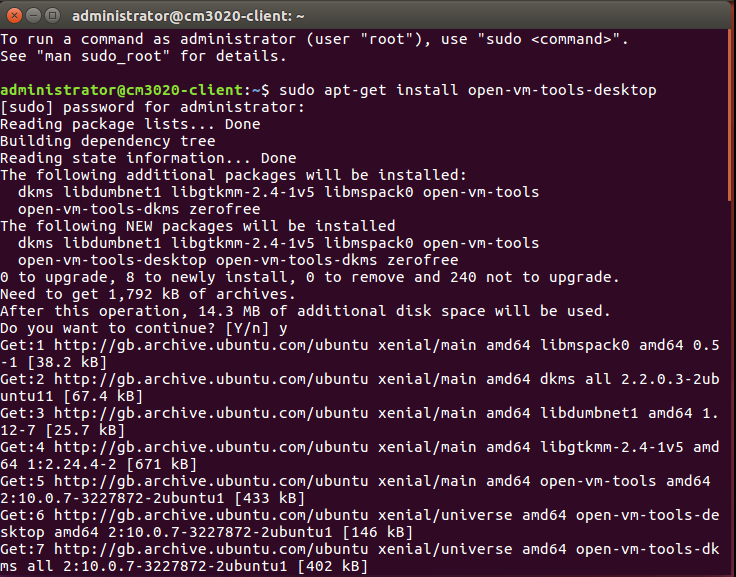 administrator@cm3020-client: ~
To run a command as administrator (user "root"), use "sudo <command>".
See "man sudo_root" for details.
administrator@cm3020-client:~$ sudo apt-get install open-vm-tools-desktop
[sudo] password for administrator:
Reading package lists... Done
Building dependency tree
Reading state information... Done
The following additional packages will be installed:
  dkms libdumbnet1 libgtkmm-2.4-1v5 libmspack0 open-vm-tools
  open-vm-tools-dkms zerofree
The following NEW packages will be installed
  dkms libdumbnet1 libgtkmm-2.4-1v5 libmspack0 open-vm-tools
  open-vm-tools-desktop open-vm-tools-dkms zerofree
0 to upgrade, 8 to newly install, 0 to remove and 240 not to upgrade.
Need to get 1,792 kB of archives.
After this operation, 14.3 MB of additional disk space will be used.
Do you want to continue? [Y/n] y
Get:1 http://gb.archive.ubuntu.com/ubuntu xenial/main amd64 libmspack0 amd64 0.5
-1 [38.2 kB]
Get:2 http://gb.archive.ubuntu.com/ubuntu xenial/main amd64 dkms all 2.2.0.3-2ub
untu11 [67.4 kB]
Get:3 http://gb.archive.ubuntu.com/ubuntu xenial/main amd64 libdumbnet1 amd64 1.
12-7 [25.7 kB]
Get:4 http://gb.archive.ubuntu.com/ubuntu xenial/main amd64 libgtkmm-2.4-1v5 amd
64 1:2.24.4-2 [671 kB]
Get:5 http://gb.archive.ubuntu.com/ubuntu xenial/main amd64 open-vm-tools amd64
2:10.0.7-3227872-2ubuntu1 [433 kB]
Get:6 http://gb.archive.ubuntu.com/ubuntu xenial/universe amd64 open-vm-tools-de
sktop amd64 2:10.0.7-3227872-2ubuntu1 [146 kB]
Get:7 http://gb.archive.ubuntu.com/ubuntu xenial/universe amd64 open-vm-tools-dk
ms all 2:10.0.7-3227872-2ubuntu1 [402 kB]